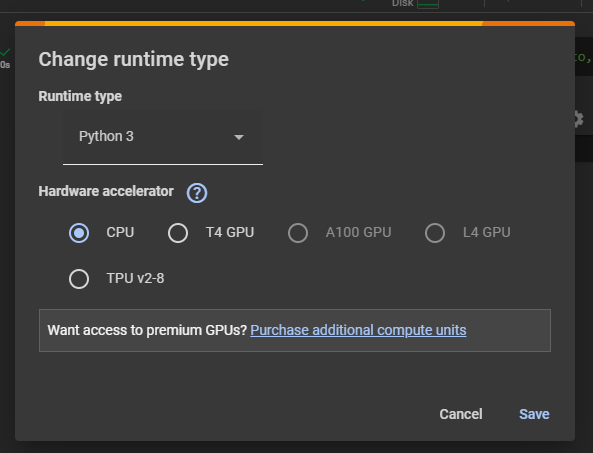 Disk
0s
to,
Change runtime type
Runtime type
Python 3
Hardware accelerator ?
CPU T4 GPU A100 GPU L4 GPU
TPU v2-8
Want access to premium GPUs? Purchase additional compute units
Cancel Save